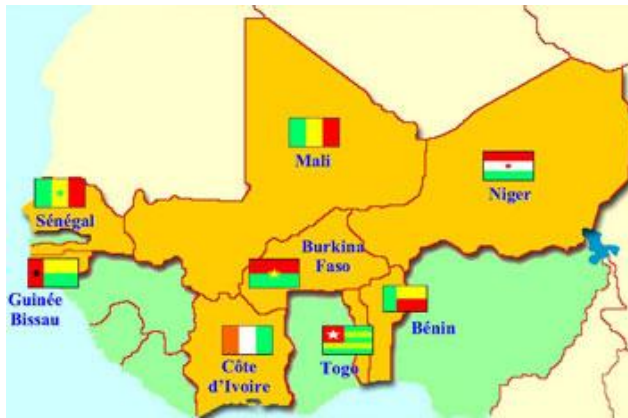 Mali
Niger
Sénégal
Burkina
Faso
Guinée
Bissau
Bénin
Côte
d'Ivoire
Togo